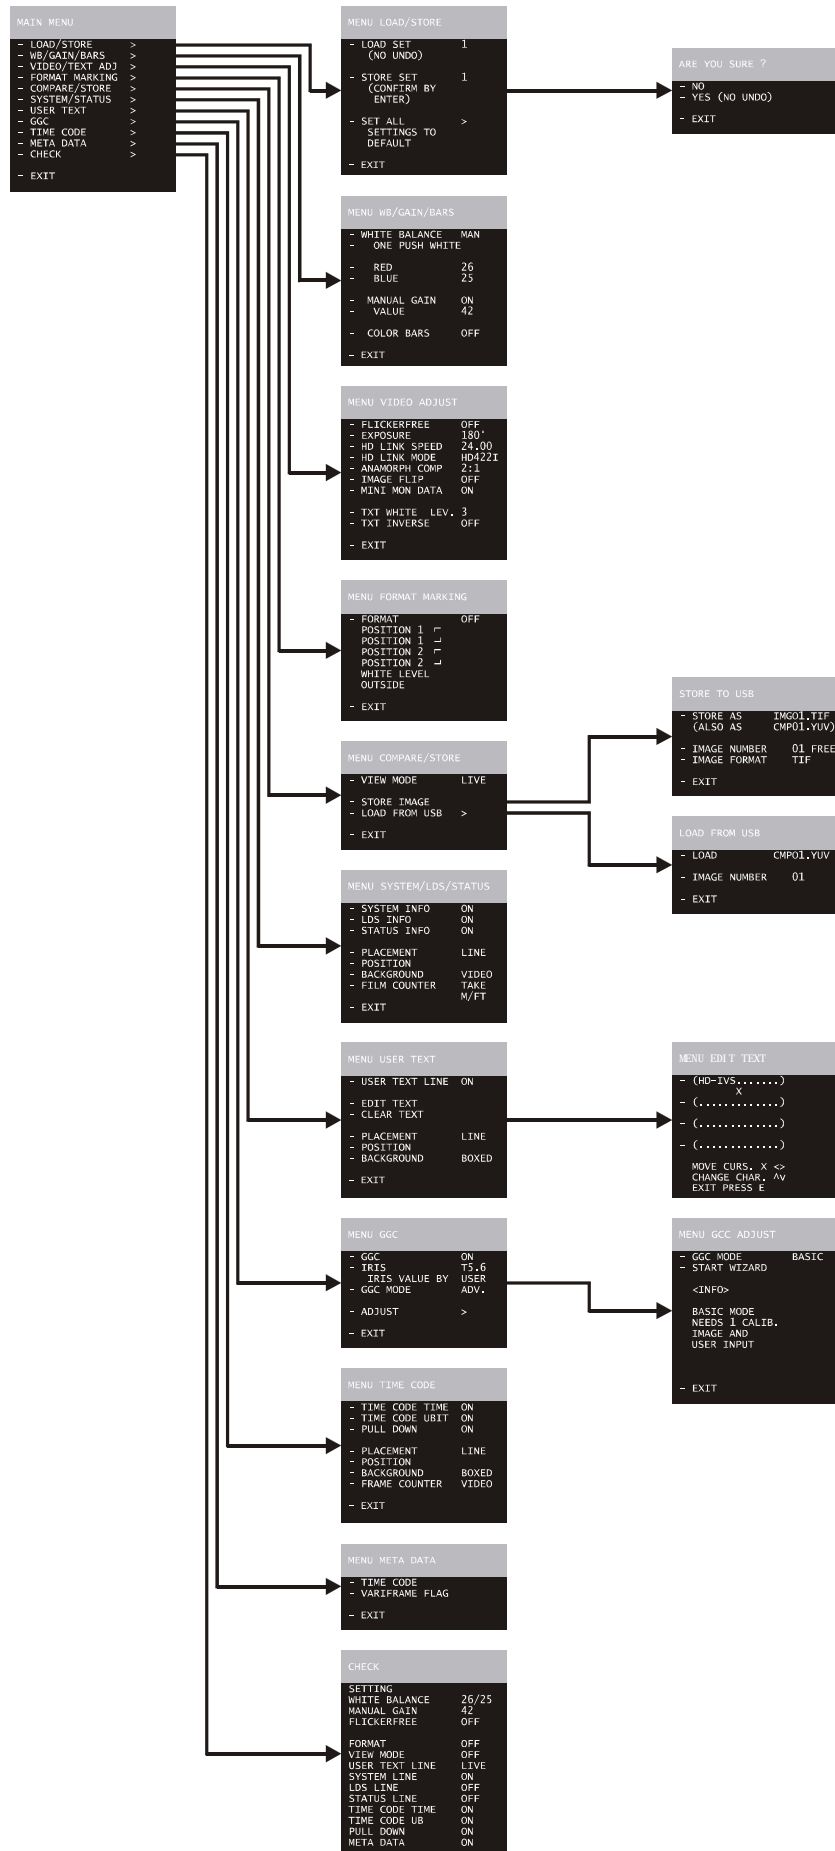 MAIN MENU
- LOAD/STORE >
- WB/GAIN/BARS >
- VIDEO/TEXT ADJ >
- FORMAT MARKING >
- COMPARE/STORE >
- SYSTEM/STATUS >
- USER TEXT >
- GGC >
- TIME CODE >
- META DATA >
- CHECK >
- EXIT
MENU LOAD/STORE
- LOAD SET 1
(NO UNDO)
- STORE SET 1
(CONFIRM BY
ENTER)
- SET ALL >
SETTINGS TO
DEFAULT
- EXIT
ARE YOU SURE ?
- NO
- YES (NO UNDO)
- EXIT
MENU WB/GAIN/BARS
- WHITE BALANCE MAN
- ONE PUSH WHITE
- RED 26
- BLUE 25
- MANUAL GAIN ON
- VALUE 42
- COLOR BARS OFF
- EXIT
MENU VIDEO ADJUST
- FLICKERFREE OFF
- EXPOSURE 180°
- HD LINK SPEED 24.00
- HD LINK MODE HD422I
- ANAMORPH COMP 2:1
- IMAGE FLIP OFF
- MINI MON DATA ON
- TXT WHITE LEV. 3
- TXT INVERSE OFF
- EXIT
MENU FORMAT MARKING
- FORMAT OFF
POSITION 1 ⌐
POSITION 1 ┘
POSITION 2 ⌐
POSITION 2 ┘
WHITE LEVEL
OUTSIDE
- EXIT
MENU COMPARE/STORE
- VIEW MODE LIVE
- STORE IMAGE
- LOAD FROM USB >
- EXIT
STORE TO USB
- STORE AS IMGO1.TIF
(ALSO AS CMPO1.YUV)
- IMAGE NUMBER 01 FREE
- IMAGE FORMAT TIF
- EXIT
LOAD FROM USB
- LOAD CMPO1.YUV
- IMAGE NUMBER 01
- EXIT
MENU SYSTEM/LDS/STATUS
- SYSTEM INFO ON
- LDS INFO ON
- STATUS INFO ON
- PLACEMENT LINE
- POSITION
- BACKGROUND VIDEO
- FILM COUNTER TAKE
M/FT
- EXIT
MENU USER TEXT
- USER TEXT LINE ON
- EDIT TEXT
- CLEAR TEXT
- PLACEMENT LINE
- POSITION
- BACKGROUND BOXED
- EXIT
MENU EDIT TEXT
- (HD-IVS.......)
X
- (.............)
- (.............)
- (.............)
MOVE CURS. X <>
CHANGE CHAR. ^v
EXIT PRESS E
MENU GGC
- GGC ON
- IRIS T5.6
IRIS VALUE BY USER
- GGC MODE ADV.
- ADJUST >
- EXIT
MENU GCC ADJUST
- GGC MODE BASIC
- START WIZARD
<INFO>
BASIC MODE
NEEDS 1 CALIB.
IMAGE AND
USER INPUT
- EXIT
MENU TIME CODE
- TIME CODE TIME ON
- TIME CODE UBIT ON
- PULL DOWN ON
- PLACEMENT LINE
- POSITION
- BACKGROUND BOXED
- FRAME COUNTER VIDEO
- EXIT
MENU META DATA
- TIME CODE
- VARIFRAME FLAG
- EXIT
CHECK
SETTING
WHITE BALANCE 26/25
MANUAL GAIN 42
FLICKERFREE OFF
FORMAT OFF
VIEW MODE OFF
USER TEXT LINE LIVE
SYSTEM LINE ON
LDS LINE OFF
STATUS LINE OFF
TIME CODE TIME ON
TIME CODE UB ON
PULL DOWN ON
META DATA ON